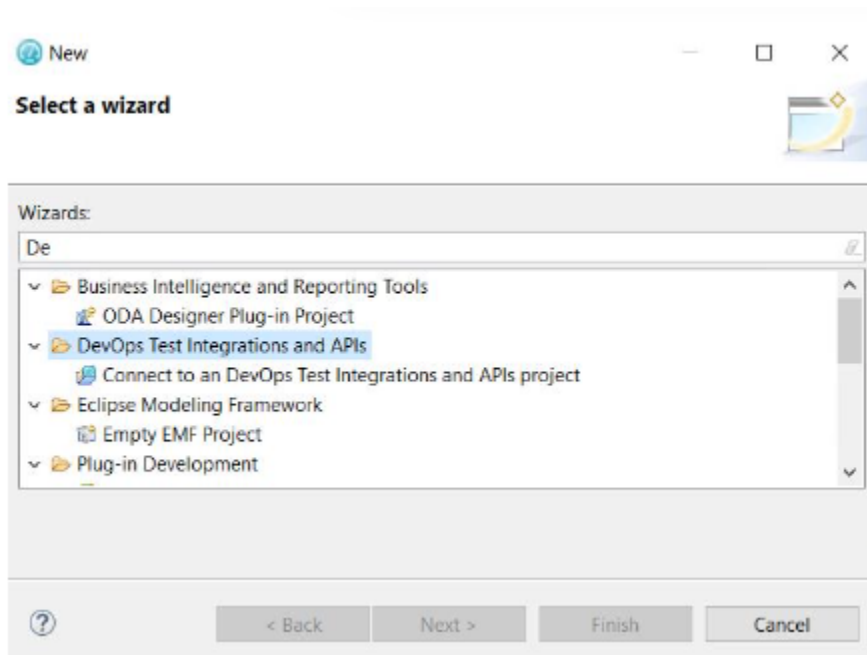 New
Select a wizard
Wizards:
De
Business Intelligence and Reporting Tools
ODA Designer Plug-in Project
DevOps Test Integrations and APIs
Connect to an DevOps Test Integrations and APIs project
Eclipse Modeling Framework
Empty EMF Project
Plug-in Development
? < Back Next > Finish Cancel